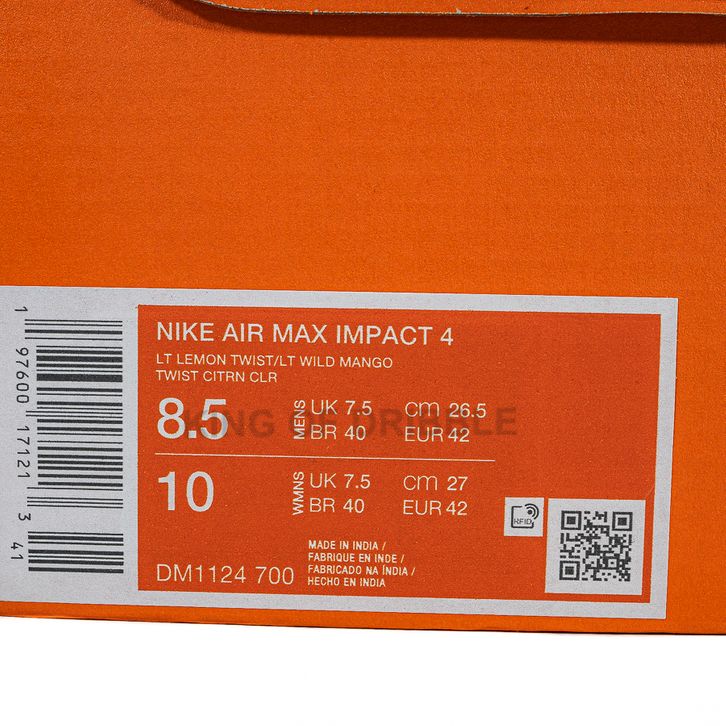 NIKE AIR MAX IMPACT 4
LT LEMON TWIST/LT WILD MANGO
TWIST CITRN CLR
8.5 MENS UK 7.5 CM 26.5
BR 40 EUR 42
KING OF DRIBBLE
10 WMNS UK 7.5 CM 27
BR 40 EUR 42
RFID
MADE IN INDIA /
FABRIQUE EN INDE /
FABRICADO NA ÍNDIA /
HECHO EN INDIA
DM1124 700
1 97600 17121 3 41